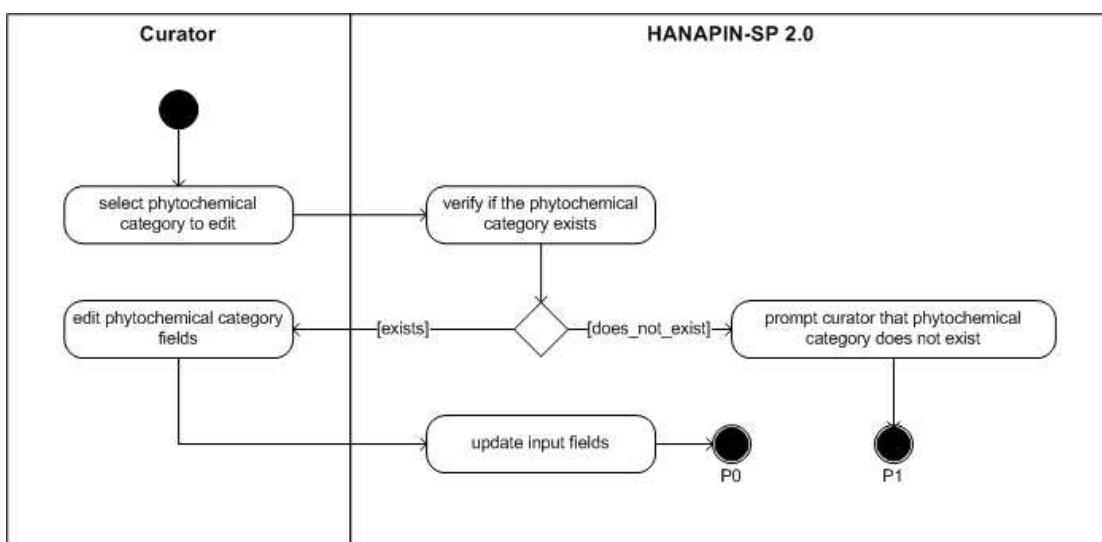 Curator
HANAPIN-SP 2.0
select phytochemical
category to edit
verify if the phytochemical
category exists
edit phytochemical category
fields
[exists]
[does_not_exist]
prompt curator that phytochemical
category does not exist
update input fields
P0
P1